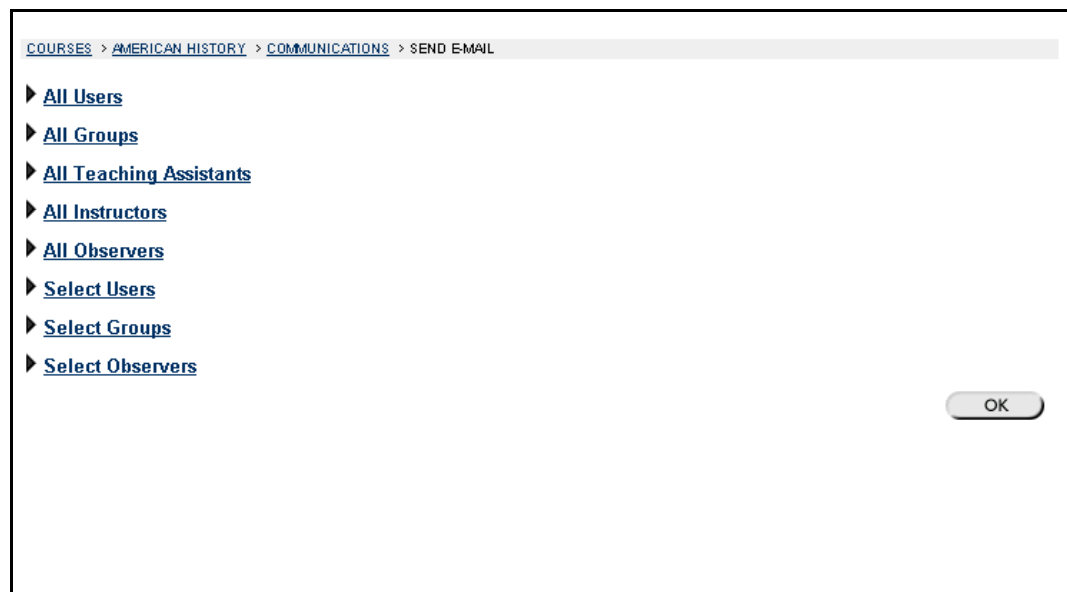 COURSES > AMERICAN HISTORY > COMMUNICATIONS > SEND E-MAIL
All Users
All Groups
All Teaching Assistants
All Instructors
All Observers
Select Users
Select Groups
Select Observers
OK